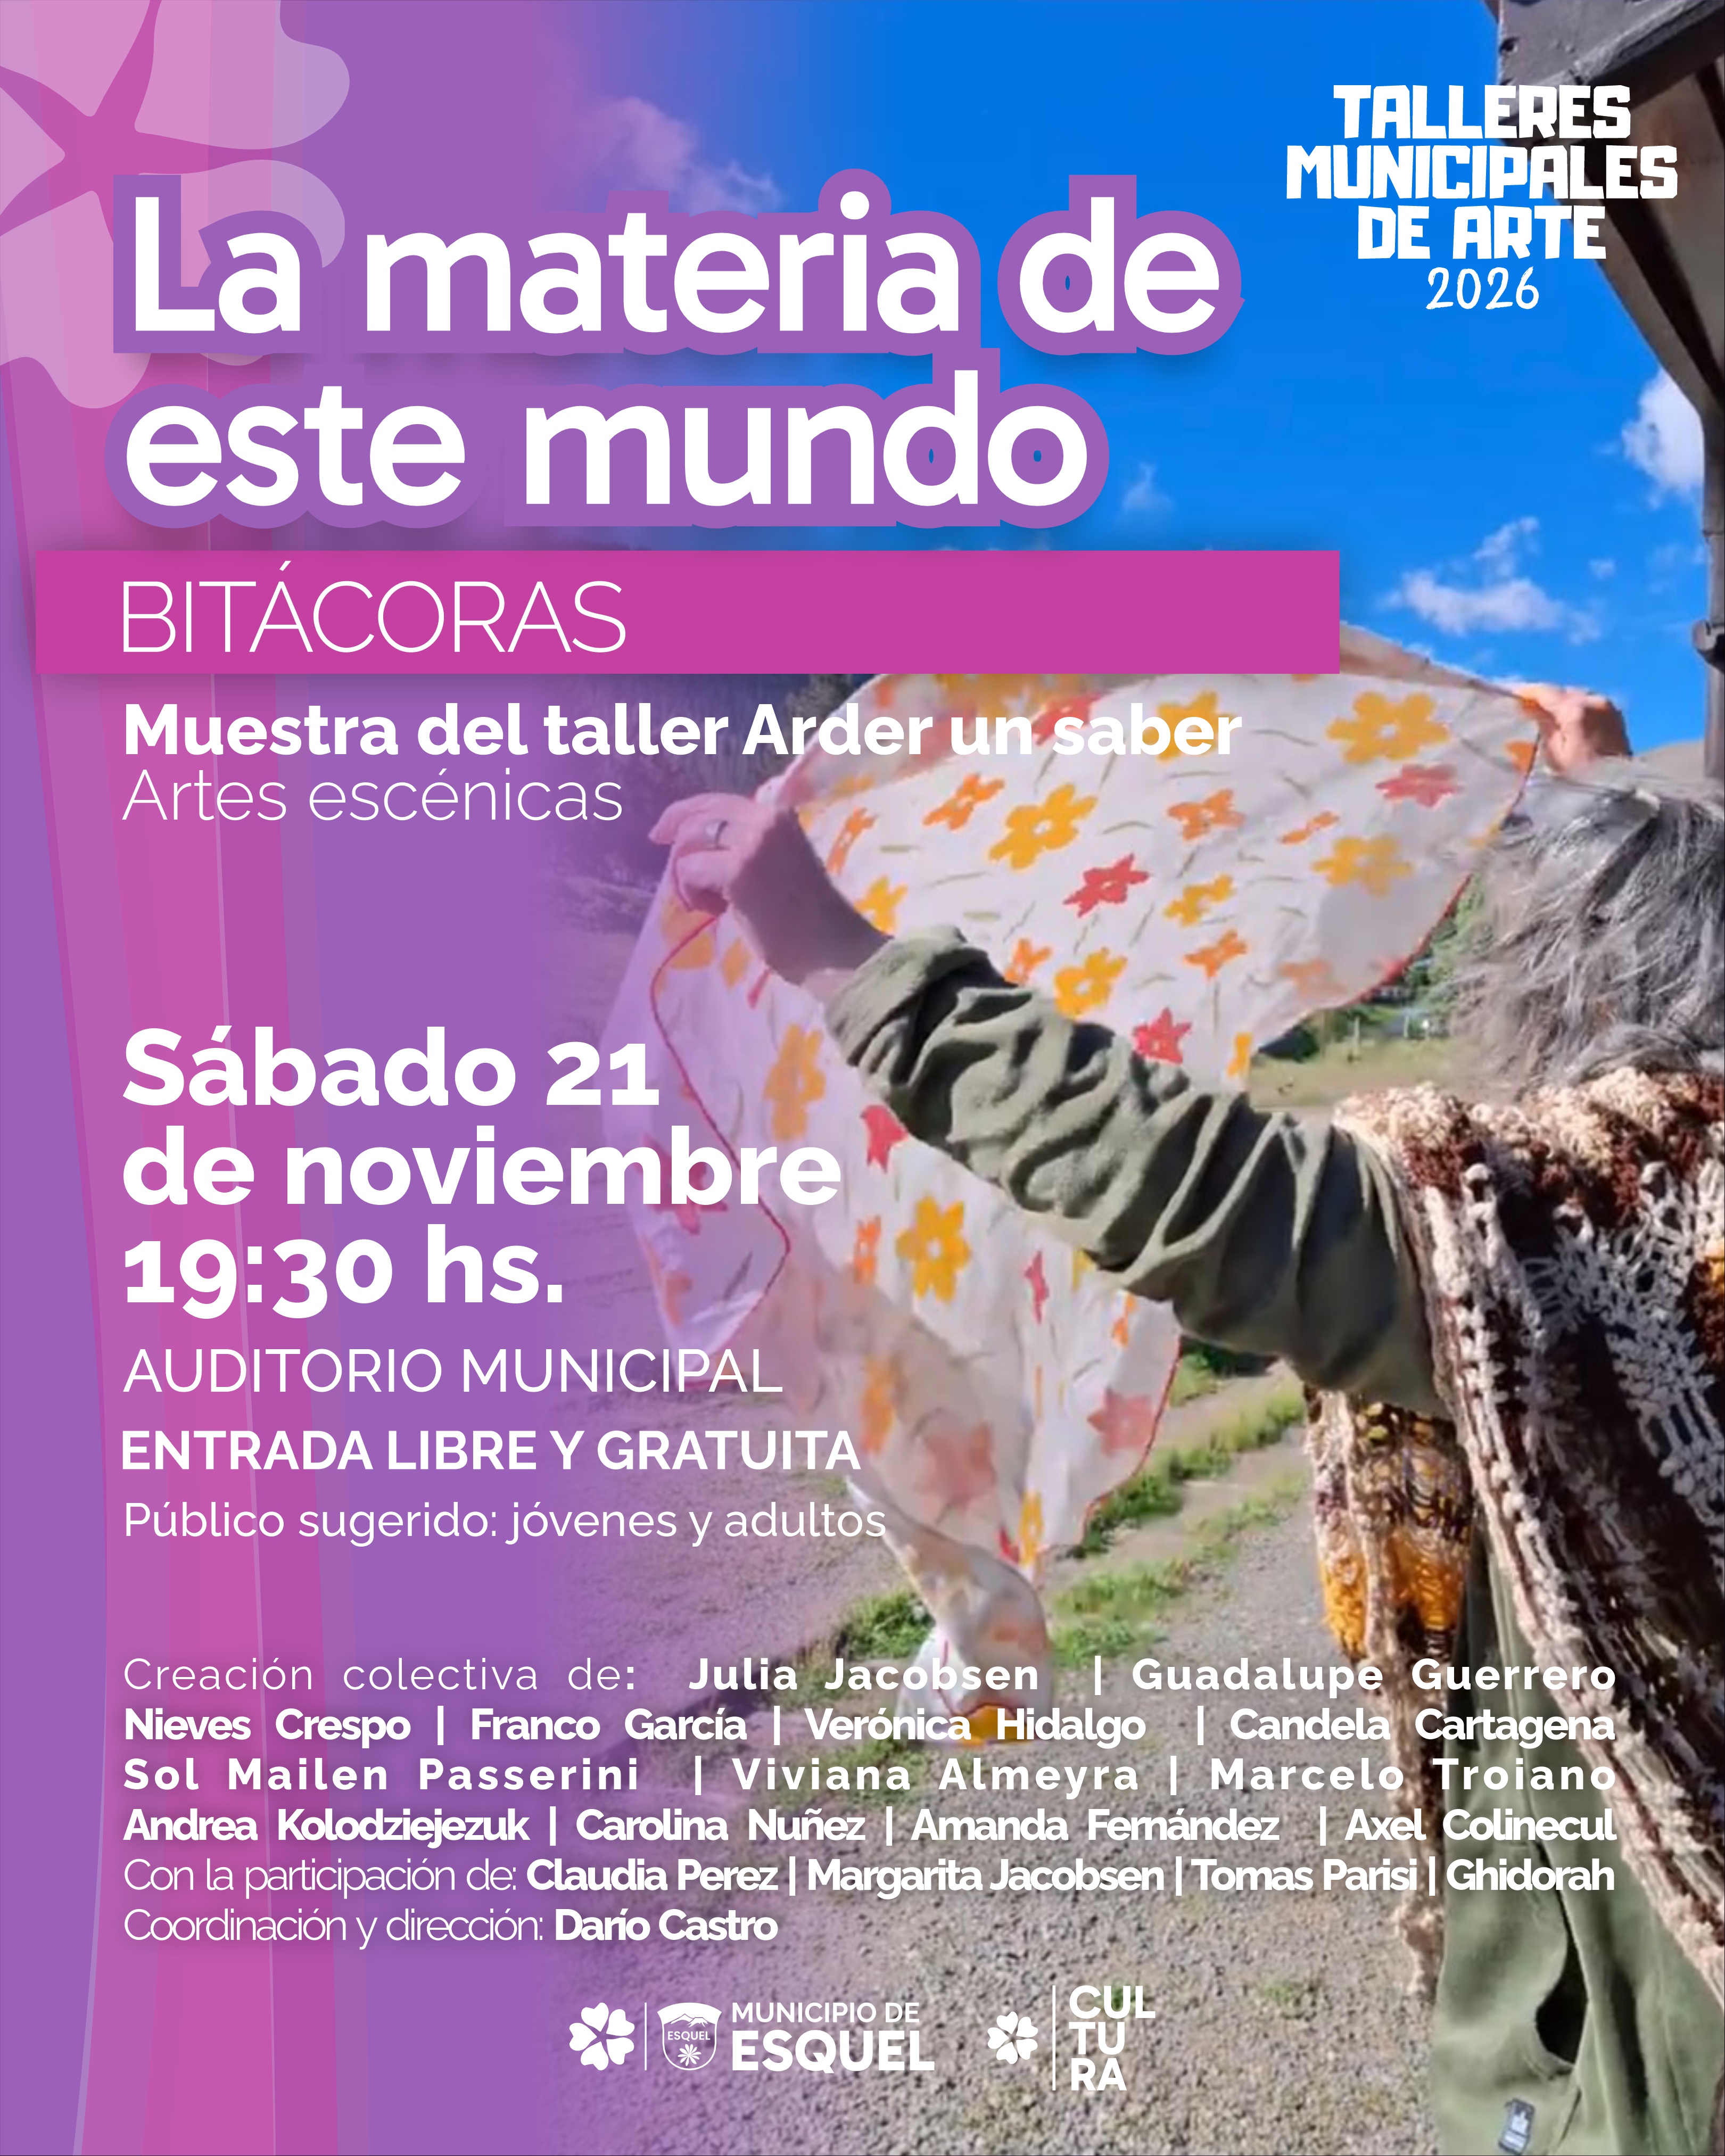 TALLERES
MUNICIPALES
DE ARTE
2026
La materia de
este mundo
BITÁCORAS
Muestra del taller Arder un saber
Artes escénicas
Sábado 21
de noviembre
19:30 hs.
AUDITORIO MUNICIPAL
ENTRADA LIBRE Y GRATUITA
Público sugerido: jóvenes y adultos
Creación colectiva de: Julia Jacobsen | Guadalupe Guerrero
Nieves Crespo | Franco García | Verónica Hidalgo | Candela Cartagena
Sol Mailen Passerini | Viviana Almeyra | Marcelo Troiano
Andrea Kolodziejezuk | Carolina Nuñez | Amanda Fernández | Axel Colinecul
Con la participación de: Claudia Perez | Margarita Jacobsen | Tomas Parisi | Ghidorah
Coordinación y dirección: Darío Castro
ESQUEL
MUNICIPIO DE
ESQUEL
CUL
TU
RA